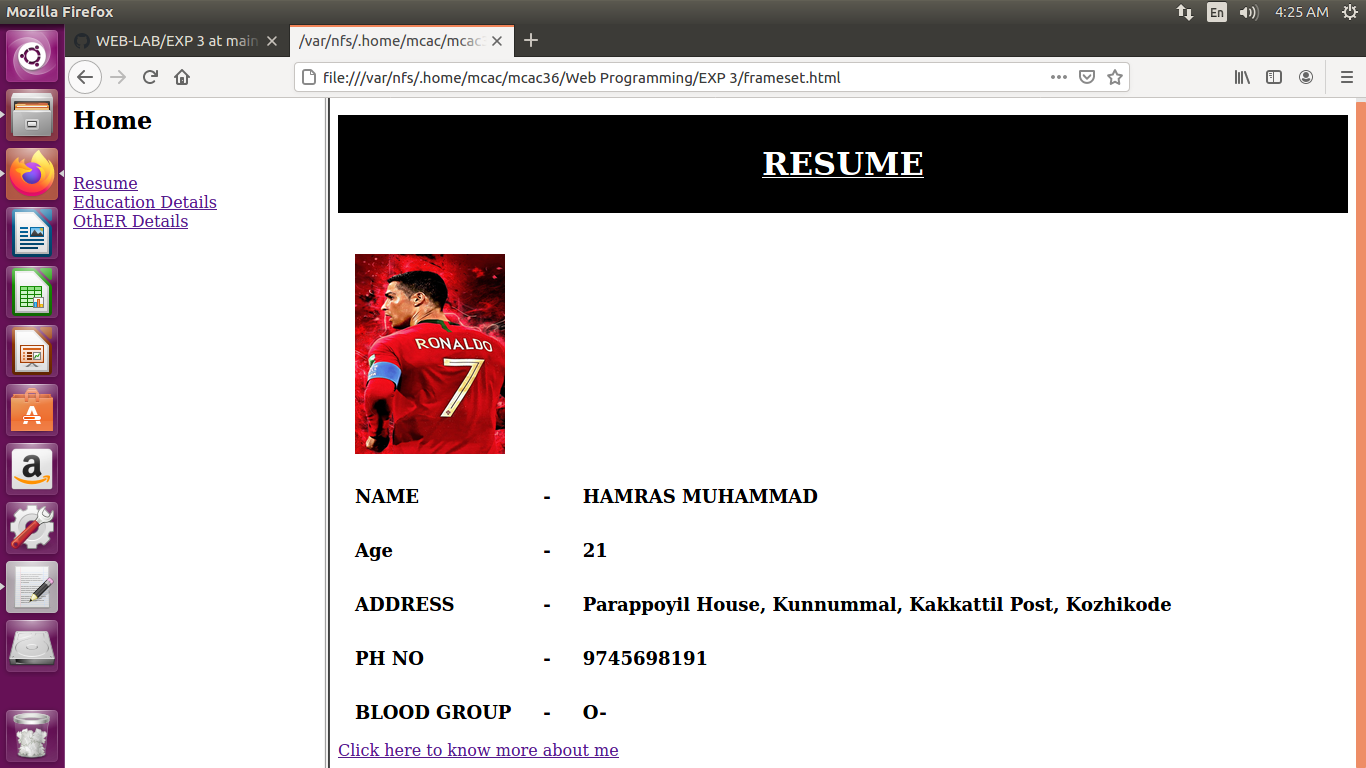 Mozilla Firefox
En
4:25 AM
WEB-LAB/EXP 3 at main
/var/nfs/.home/mcac/mcac
file:///var/nfs/.home/mcac/mcac36/Web Programming/EXP 3/frameset.html
Home
Resume
Education Details
OthER Details
RESUME
RONALDO
7
NAME - HAMRAS MUHAMMAD
Age - 21
ADDRESS - Parappoyil House, Kunnummal, Kakkattil Post, Kozhikode
PH NO - 9745698191
BLOOD GROUP - O-
Click here to know more about me